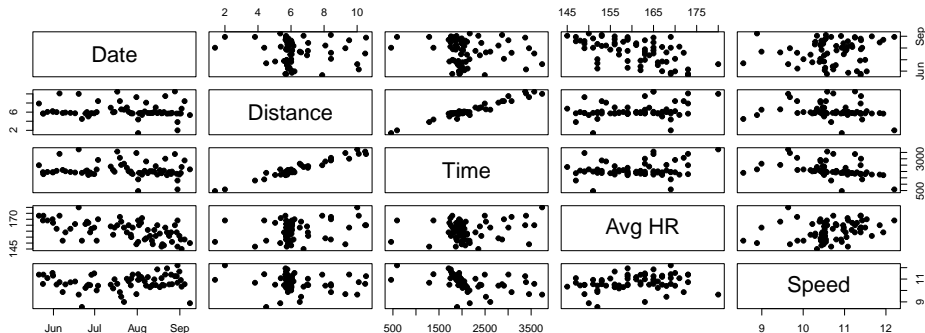 2 4 6 8 10
145 155 165 175
Date
Jun Sep
2 6
Distance
Time
500 3000
145 170
Avg HR
Speed
9 11
Jun Jul Aug Sep
500 1500 2500 3500
9 10 11 12